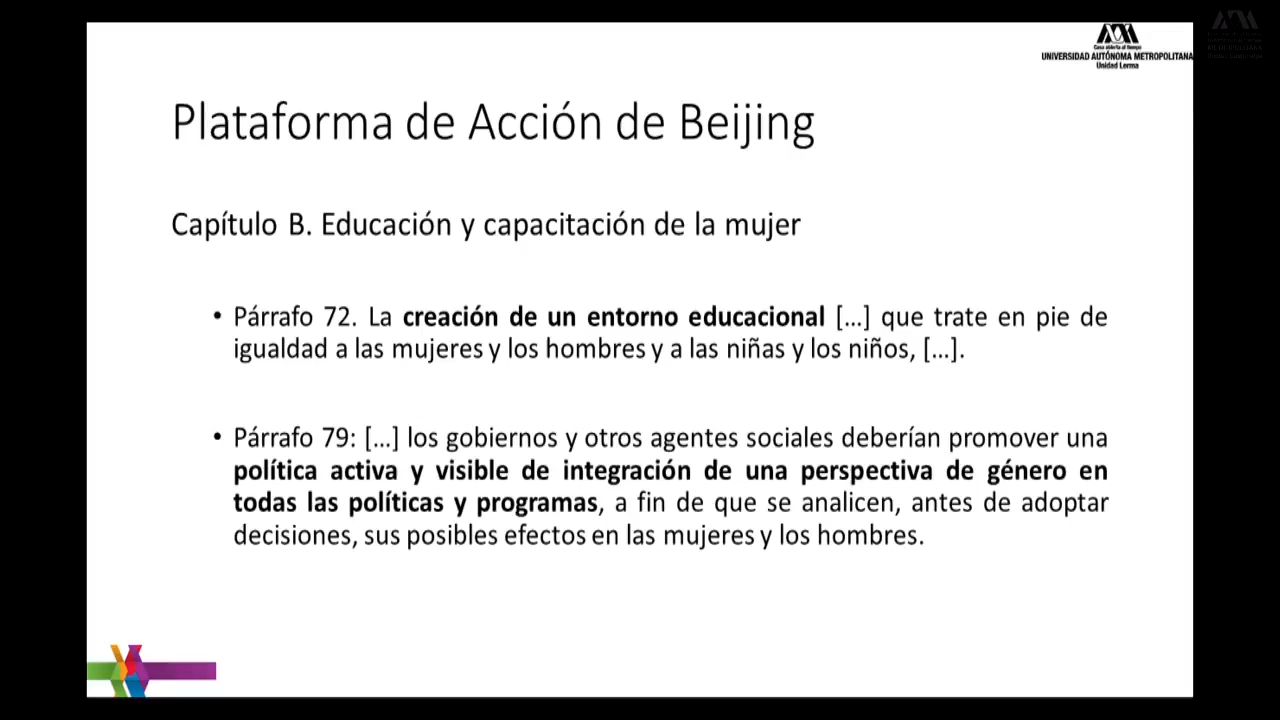 Casa abierta al tiempo
UNIVERSIDAD AUTÓNOMA METROPOLITANA
Unidad Lerma
Plataforma de Acción de Beijing
Capítulo B. Educación y capacitación de la mujer
• Párrafo 72. La creación de un entorno educacional [...] que trate en pie de
igualdad a las mujeres y los hombres y a las niñas y los niños, [...].
• Párrafo 79: [...] los gobiernos y otros agentes sociales deberían promover una
política activa y visible de integración de una perspectiva de género en
todas las políticas y programas, a fin de que se analicen, antes de adoptar
decisiones, sus posibles efectos en las mujeres y los hombres.